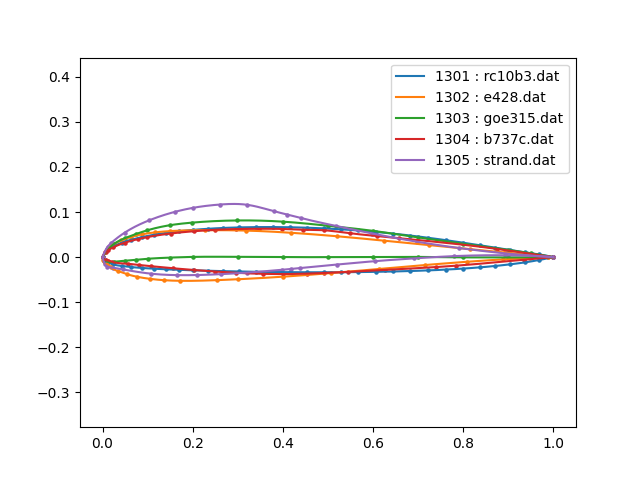 0.4
0.3
0.2
0.1
0.0
−0.1
−0.2
−0.3
0.0 0.2 0.4 0.6 0.8 1.0
1301 : rc10b3.dat
1302 : e428.dat
1303 : goe315.dat
1304 : b737c.dat
1305 : strand.dat